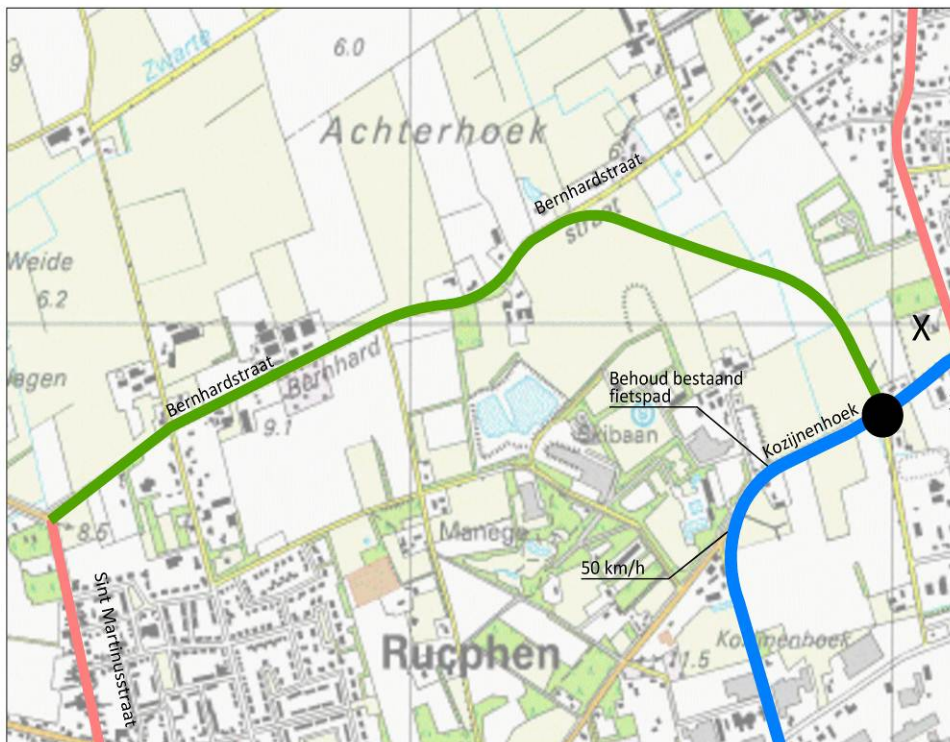 9
Zwarte
6.0
Achterhoek
Bernhardstraat
straat
Weide
6.2
X
Bernhardstraat
Bernhard
9.1
Behoud bestaand
fietspad
Kozijnenhoek
Skibaan
8.5
Manege
50 km/h
Sint Martinusstraat
Rucphen
Kozijnenhoek
11.5